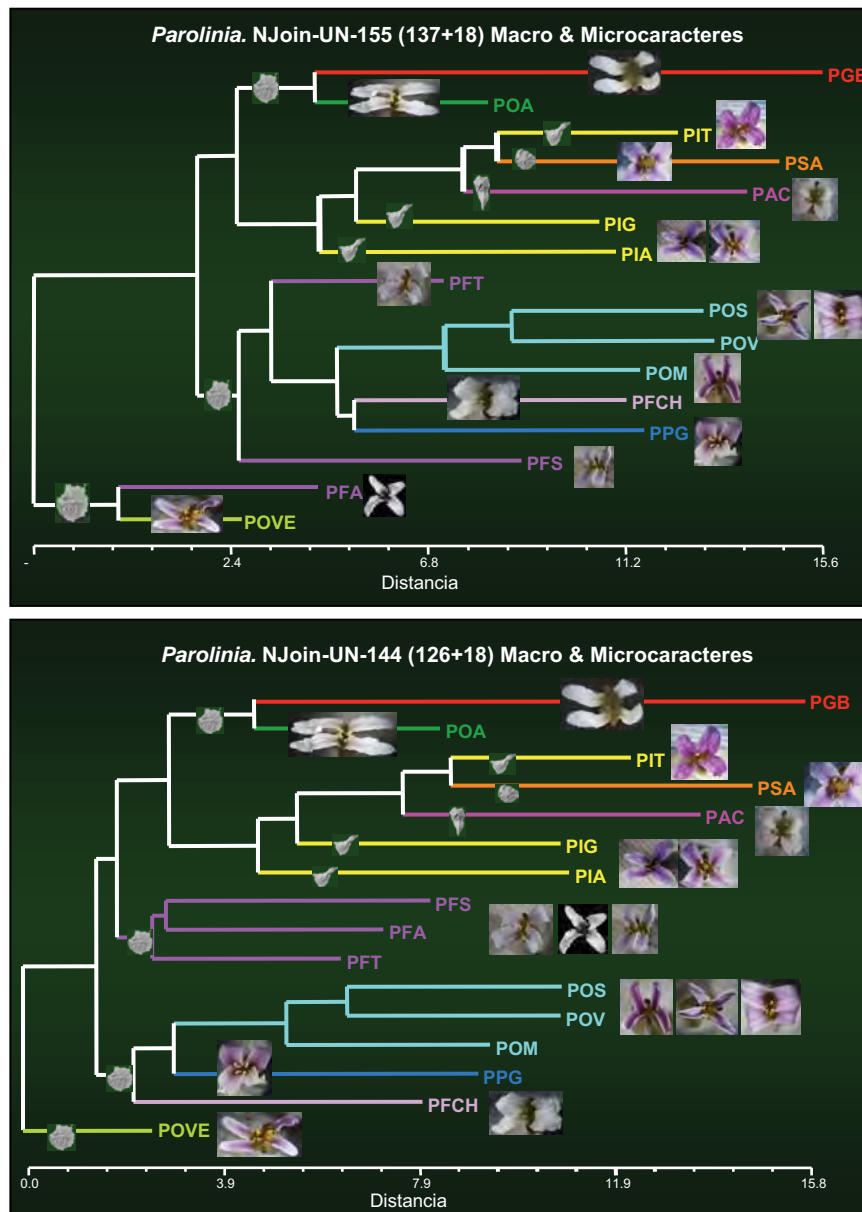 Parolinia. NJoin-UN-155 (137+18) Macro & Microcaracteres
PGB
POA
PIT
PSA
PAC
PIG
PIA
PFT
POS
POV
POM
PFCH
PPG
PFS
PFA
POVE
- 2.4 6.8 11.2 15.6
Distancia
Parolinia. NJoin-UN-144 (126+18) Macro & Microcaracteres
PGB
POA
PIT
PSA
PAC
PIG
PIA
PFS
PFA
PFT
POS
POV
POM
PPG
PFCH
POVE
0.0 3.9 7.9 11.9 15.8
Distancia